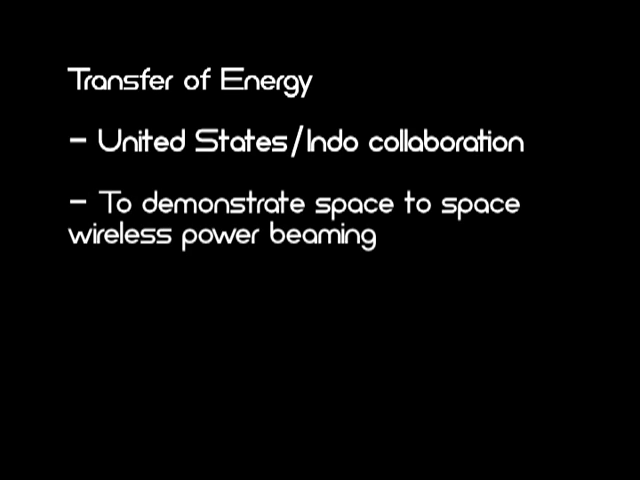 Transfer of Energy
- United States/Indo collaboration
- To demonstrate space to space
wireless power beaming